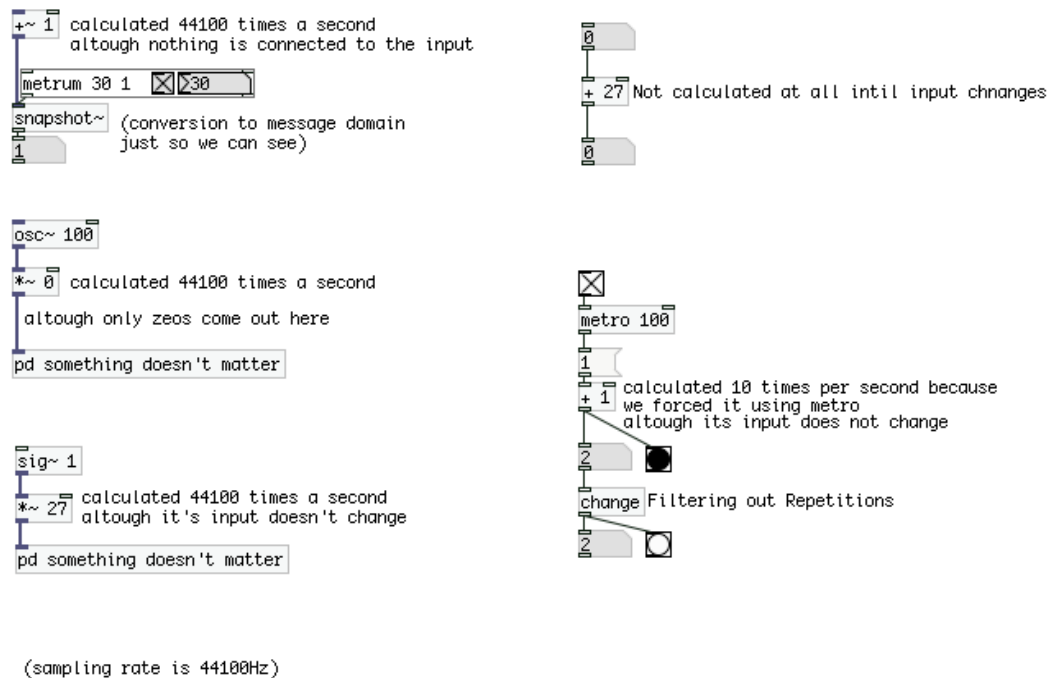 +~ 1 calculated 44100 times a second
altough nothing is connected to the input
metrum 30 1 >30
snapshot~ (conversion to message domain
just so we can see)
1
osc~ 100
*~ 0 calculated 44100 times a second
altough only zeos come out here
pd something doesn't matter
sig~ 1
*~ 27 calculated 44100 times a second
altough it's input doesn't change
pd something doesn't matter
(sampling rate is 44100Hz)
0
+ 27 Not calculated at all intil input chnanges
0
metro 100
1
+ 1 calculated 10 times per second because
we forced it using metro
altough its input does not change
2
change Filtering out Repetitions
2